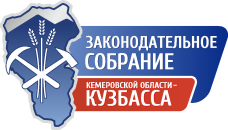 ЗАКОНОДАТЕЛЬНОЕ
СОБРАНИЕ
КЕМЕРОВСКОЙ ОБЛАСТИ-
КУЗБАССА